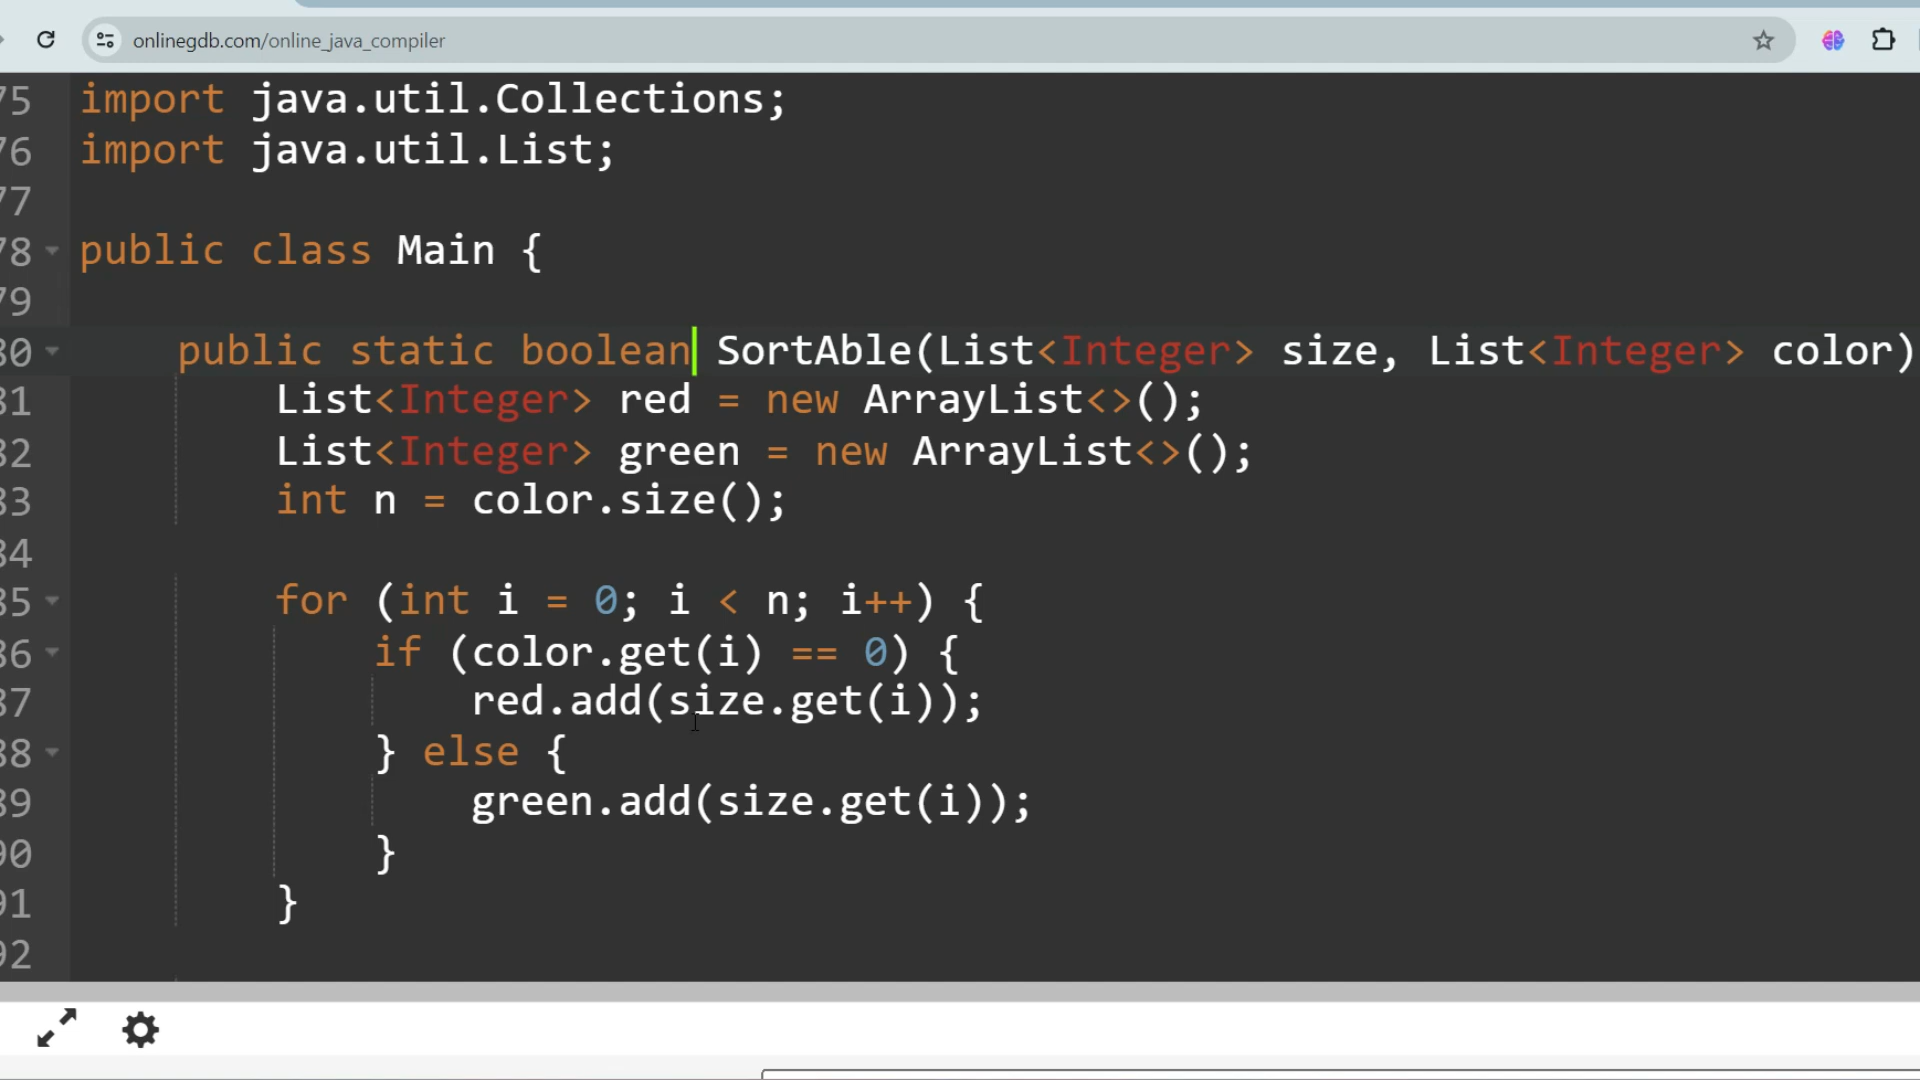 onlinegdb.com/online_java_compiler
75 import java.util.Collections;
76 import java.util.List;
77
78 public class Main {
79
80 public static boolean SortAble(List<Integer> size, List<Integer> color)
81 List<Integer> red = new ArrayList<>();
82 List<Integer> green = new ArrayList<>();
83 int n = color.size();
84
85 for (int i = 0; i < n; i++) {
86 if (color.get(i) == 0) {
87 red.add(size.get(i));
88 } else {
89 green.add(size.get(i));
90 }
91 }
92